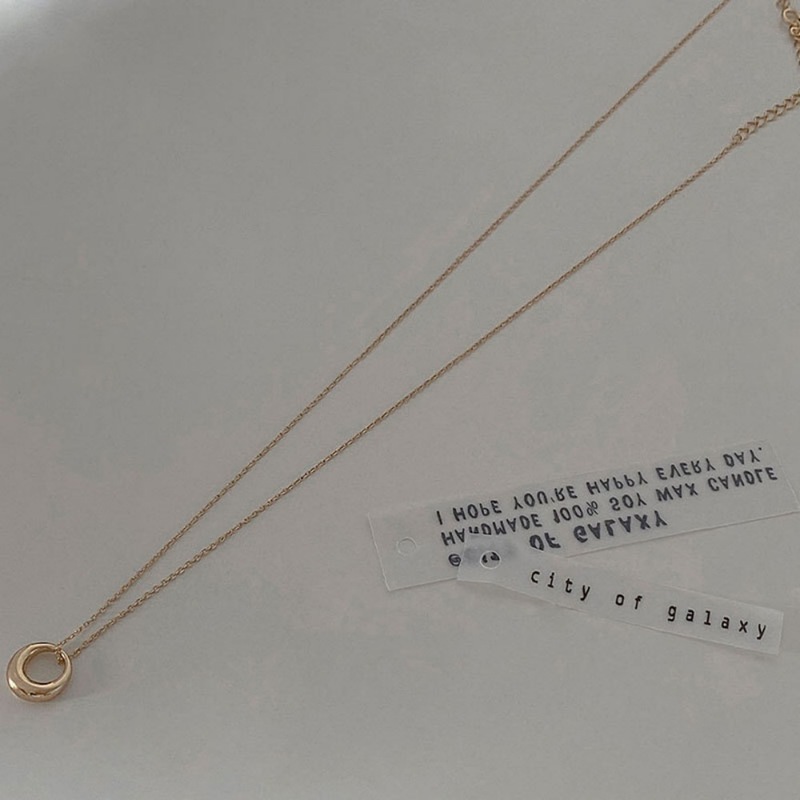 I HOPE YOU'RE HAPPY EVERY DAY.
HANDMADE 100% SOY WAX CANDLE
OF GALAXY
city of galaxy